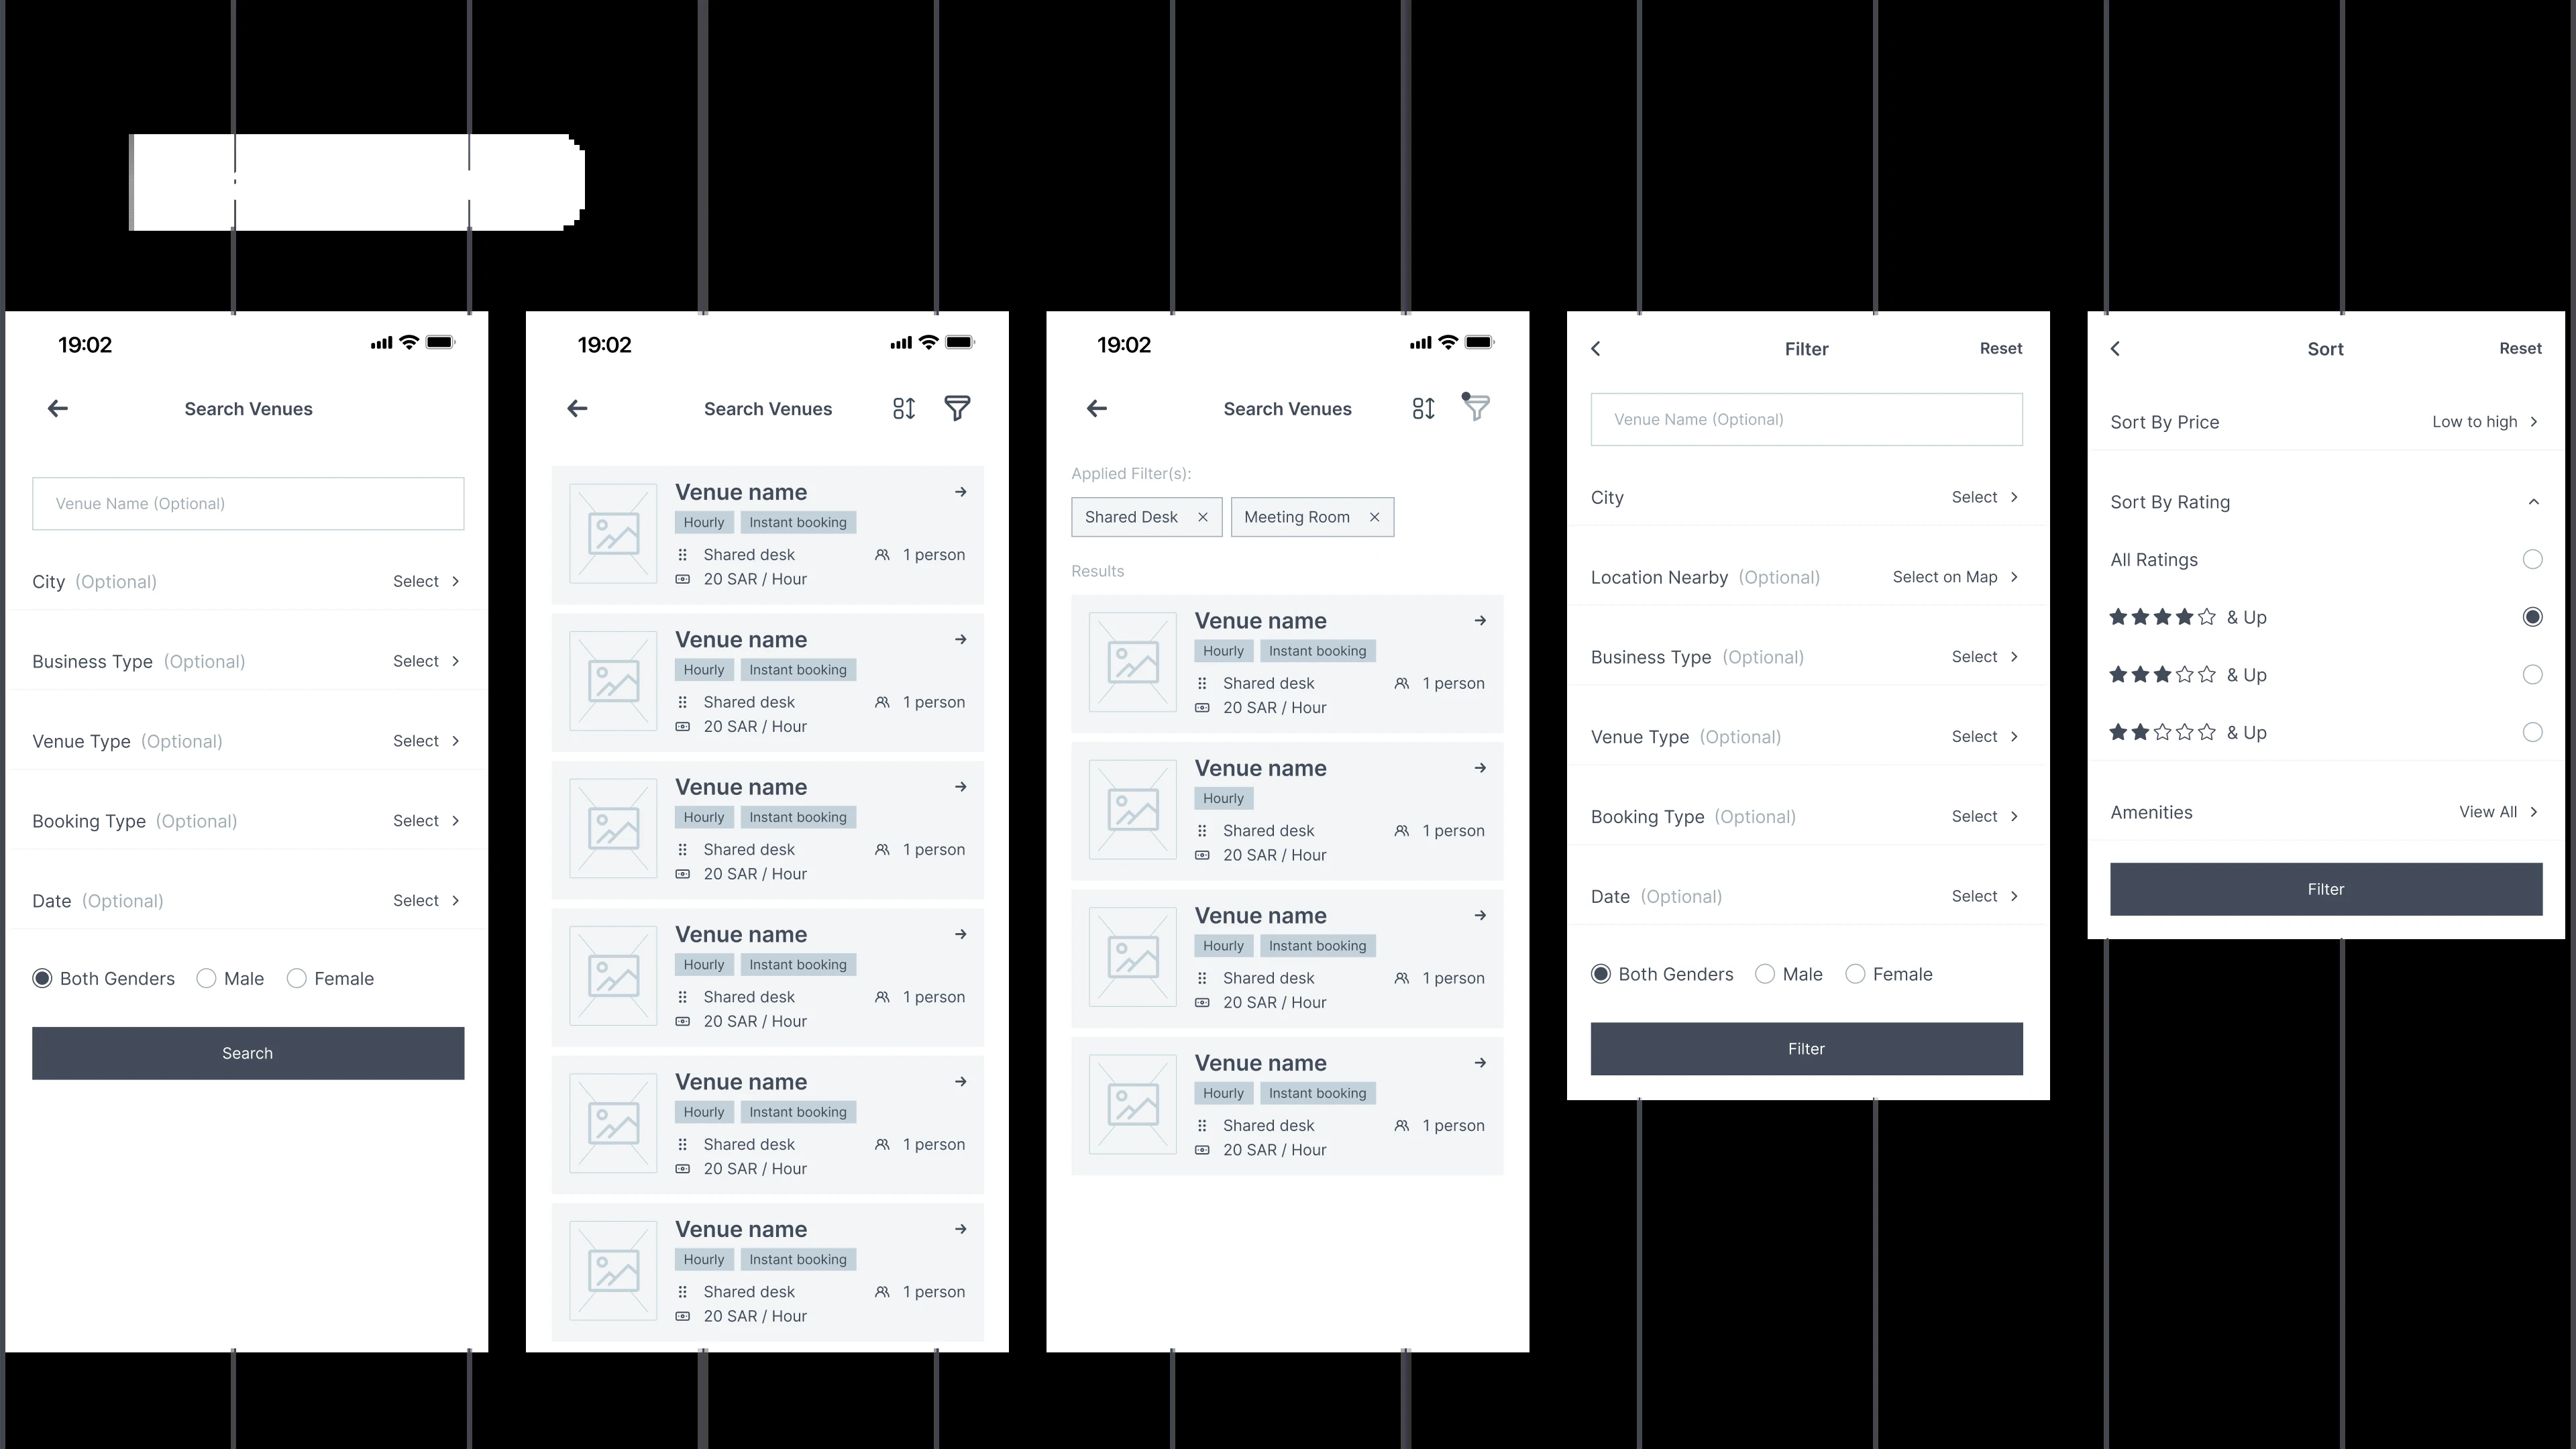 19:02
Search Venues
Venue Name (Optional)
City (Optional) Select
Business Type (Optional) Select
Venue Type (Optional) Select
Booking Type (Optional) Select
Date (Optional) Select
Both Genders Male Female
Search
19:02
Search Venues
Venue name
Hourly Instant booking
Shared desk 1 person
20 SAR / Hour
Venue name
Hourly Instant booking
Shared desk 1 person
20 SAR / Hour
Venue name
Hourly Instant booking
Shared desk 1 person
20 SAR / Hour
Venue name
Hourly Instant booking
Shared desk 1 person
20 SAR / Hour
Venue name
Hourly Instant booking
Shared desk 1 person
20 SAR / Hour
Venue name
Hourly Instant booking
Shared desk 1 person
20 SAR / Hour
19:02
Search Venues
Applied Filter(s):
Shared Desk Meeting Room
Results
Venue name
Hourly Instant booking
Shared desk 1 person
20 SAR / Hour
Venue name
Hourly
Shared desk 1 person
20 SAR / Hour
Venue name
Hourly Instant booking
Shared desk 1 person
20 SAR / Hour
Venue name
Hourly Instant booking
Shared desk 1 person
20 SAR / Hour
Filter Reset
Venue Name (Optional)
City Select
Location Nearby (Optional) Select on Map
Business Type (Optional) Select
Venue Type (Optional) Select
Booking Type (Optional) Select
Date (Optional) Select
Both Genders Male Female
Filter
Sort Reset
Sort By Price Low to high
Sort By Rating
All Ratings
& Up
& Up
& Up
Amenities View All
Filter